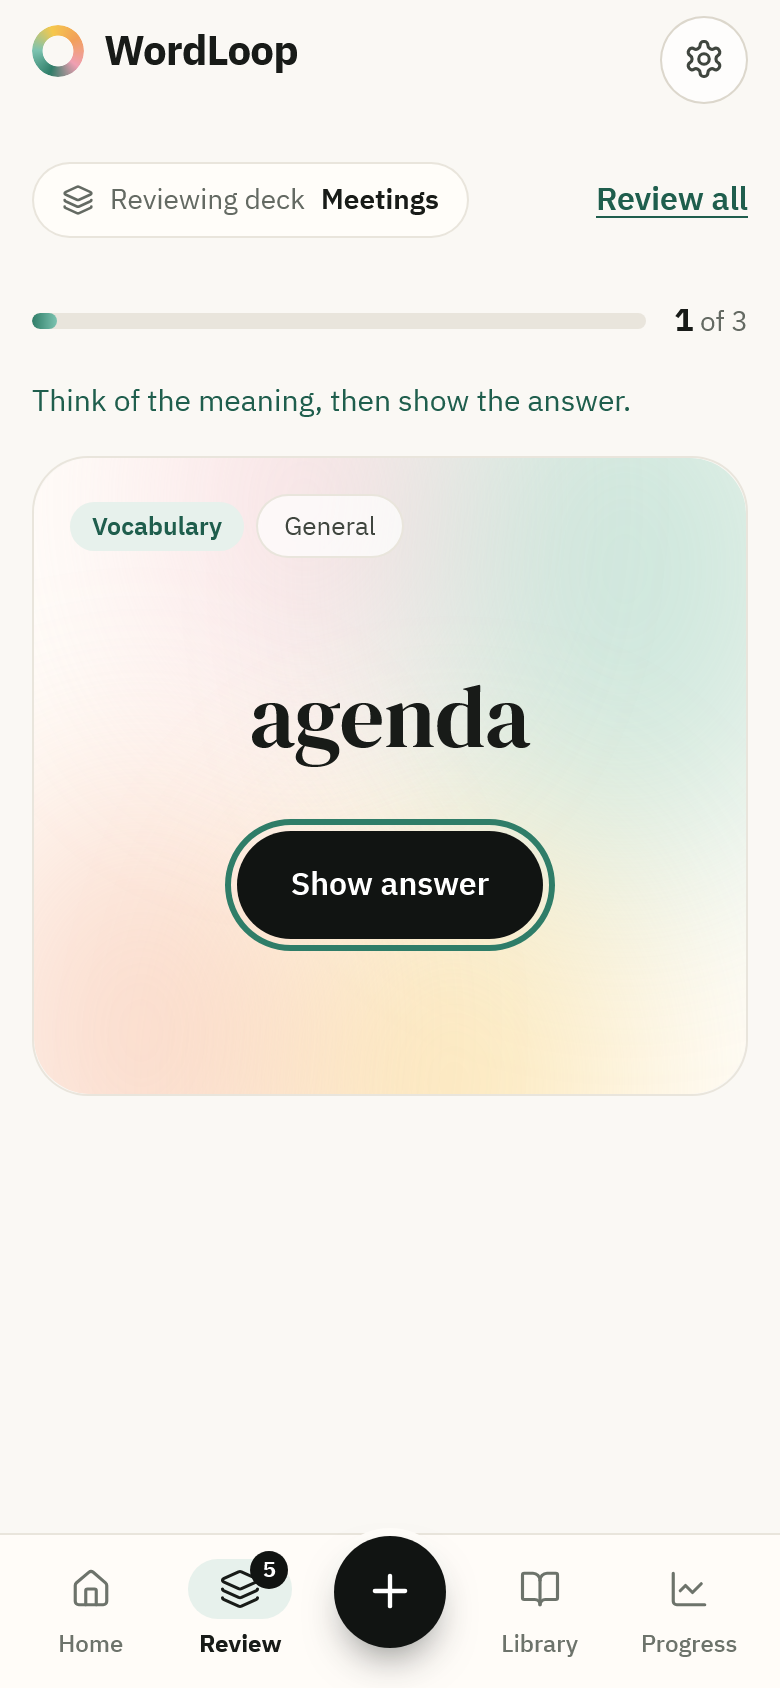 WordLoop
Reviewing deck Meetings
Review all
1 of 3
Think of the meaning, then show the answer.
Vocabulary
General
agenda
Show answer
5
Home
Review
Library
Progress